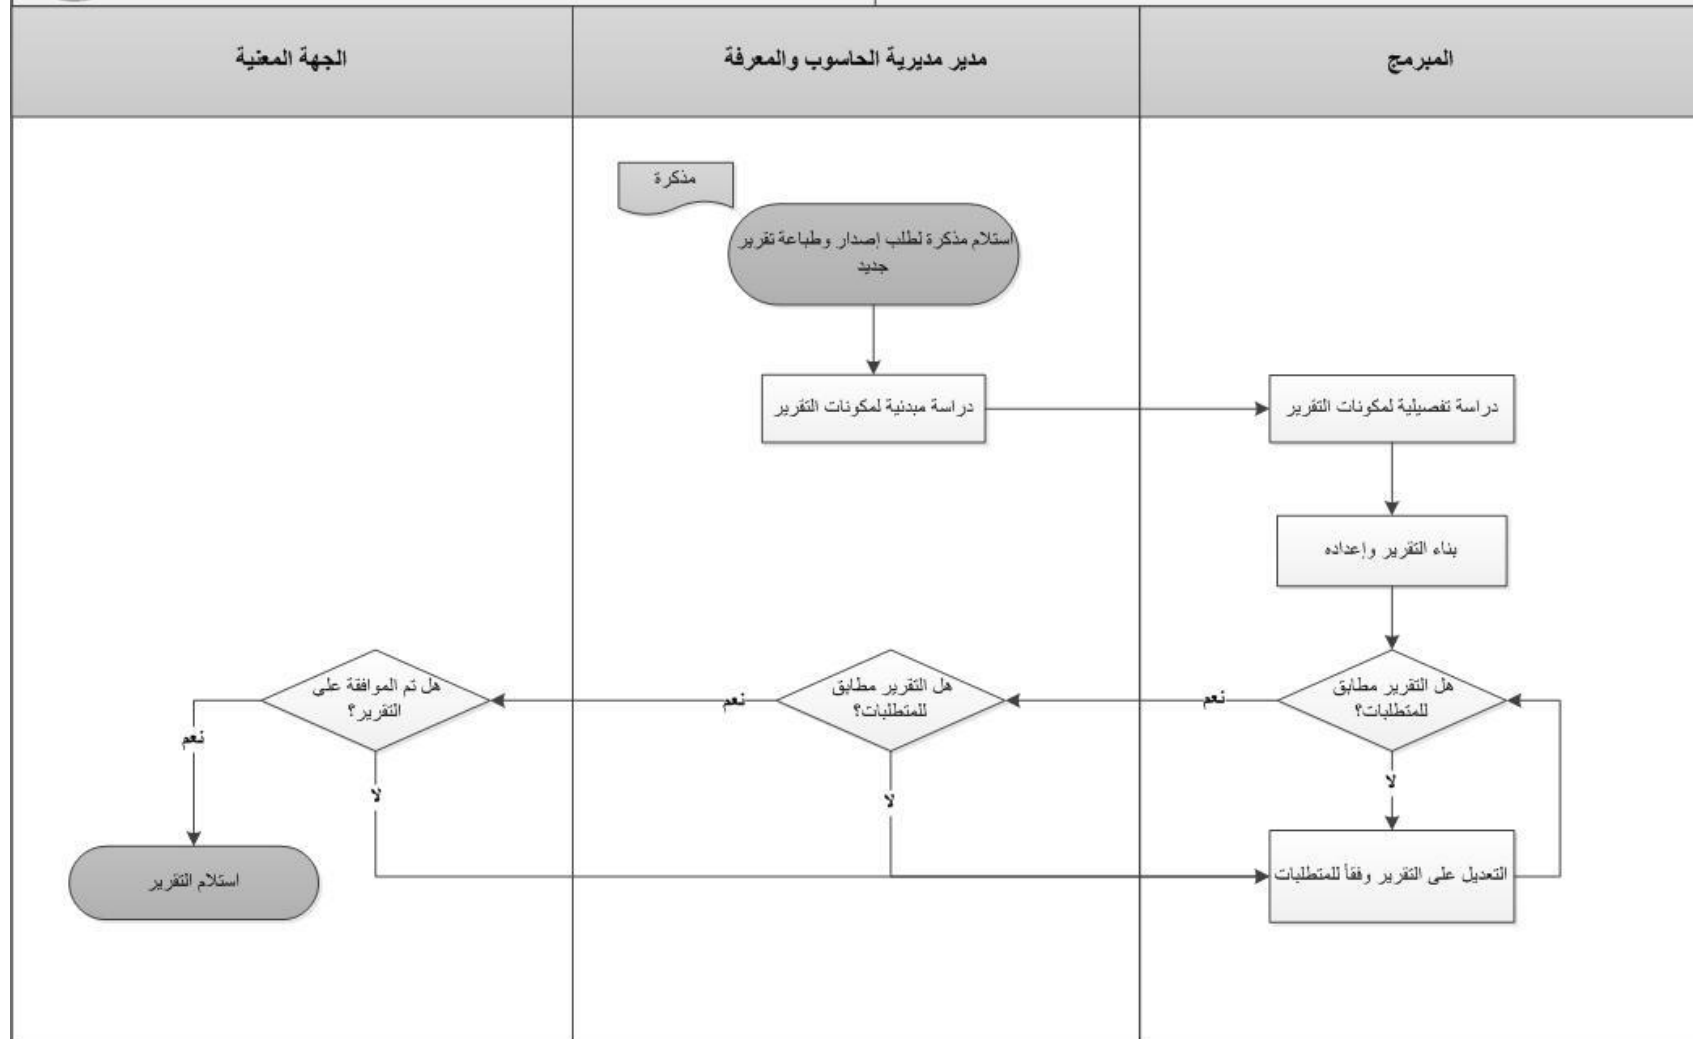 المبرمج
مدير مديرية الحاسوب والمعرفة
الجهة المعنية
مذكرة
استلام مذكرة لطلب إصدار وطباعة تقرير
جديد
دراسة مبدئية لمكونات التقرير
دراسة تفصيلية لمكونات التقرير
بناء التقرير وإعداده
هل التقرير مطابق
للمتطلبات؟
نعم
لا
هل التقرير مطابق
للمتطلبات؟
نعم
لا
هل تم الموافقة على
التقرير؟
نعم
لا
التعديل على التقرير وفقاً للمتطلبات
استلام التقرير